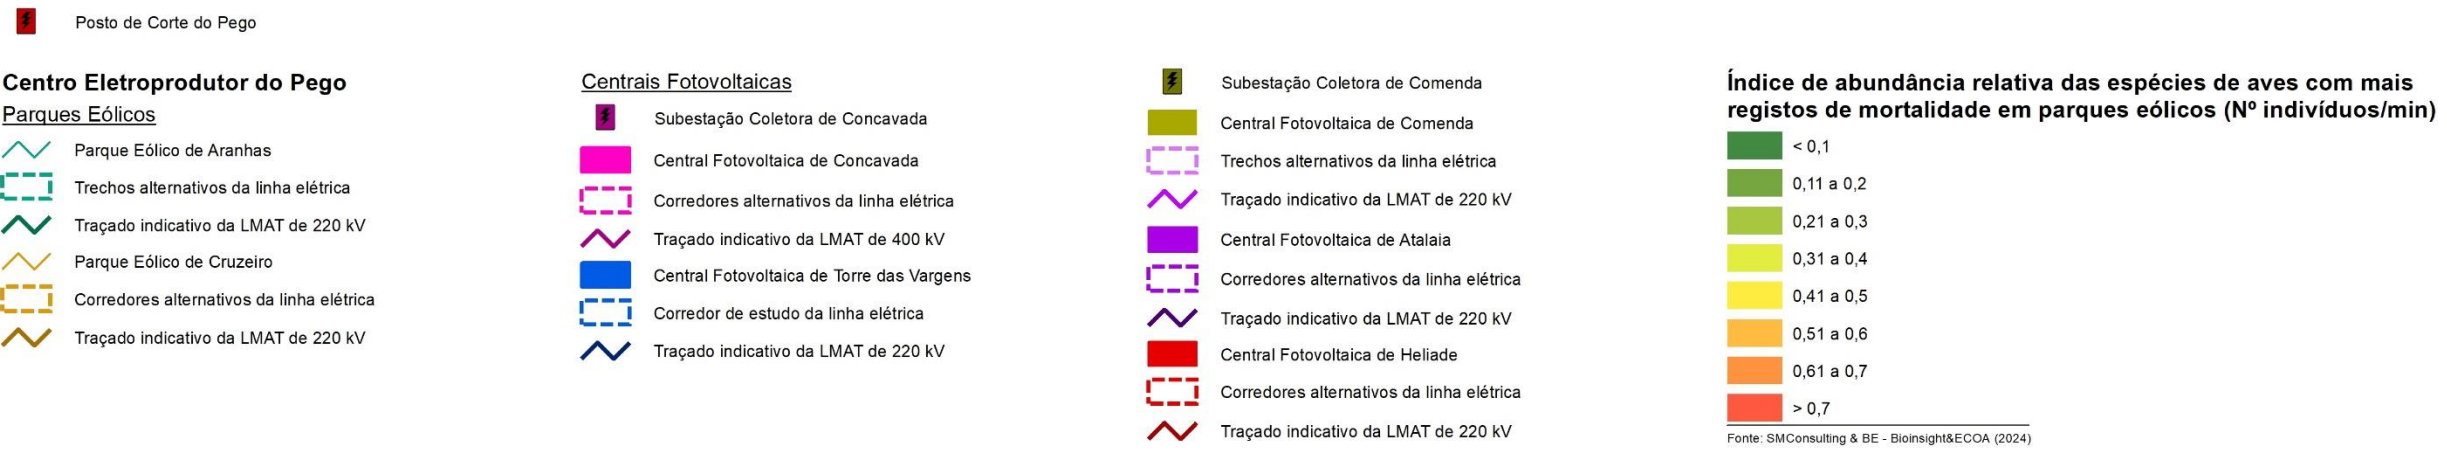 Posto de Corte do Pego
Centro Eletroprodutor do Pego
Parques Eólicos
Parque Eólico de Aranhas
Trechos alternativos da linha elétrica
Traçado indicativo da LMAT de 220 kV
Parque Eólico de Cruzeiro
Corredores alternativos da linha elétrica
Traçado indicativo da LMAT de 220 kV
Centrais Fotovoltaicas
Subestação Coletora de Concavada
Central Fotovoltaica de Concavada
Corredores alternativos da linha elétrica
Traçado indicativo da LMAT de 400 kV
Central Fotovoltaica de Torre das Vargens
Corredor de estudo da linha elétrica
Traçado indicativo da LMAT de 220 kV
Subestação Coletora de Comenda
Central Fotovoltaica de Comenda
Trechos alternativos da linha elétrica
Traçado indicativo da LMAT de 220 kV
Central Fotovoltaica de Atalaia
Corredores alternativos da linha elétrica
Traçado indicativo da LMAT de 220 kV
Central Fotovoltaica de Heliade
Corredores alternativos da linha elétrica
Traçado indicativo da LMAT de 220 kV
Índice de abundância relativa das espécies de aves com mais
registos de mortalidade em parques eólicos (Nº indivíduos/min)
< 0,1
0,11 a 0,2
0,21 a 0,3
0,31 a 0,4
0,41 a 0,5
0,51 a 0,6
0,61 a 0,7
> 0,7
Fonte: SMConsulting & BE - Bioinsight&ECOA (2024)